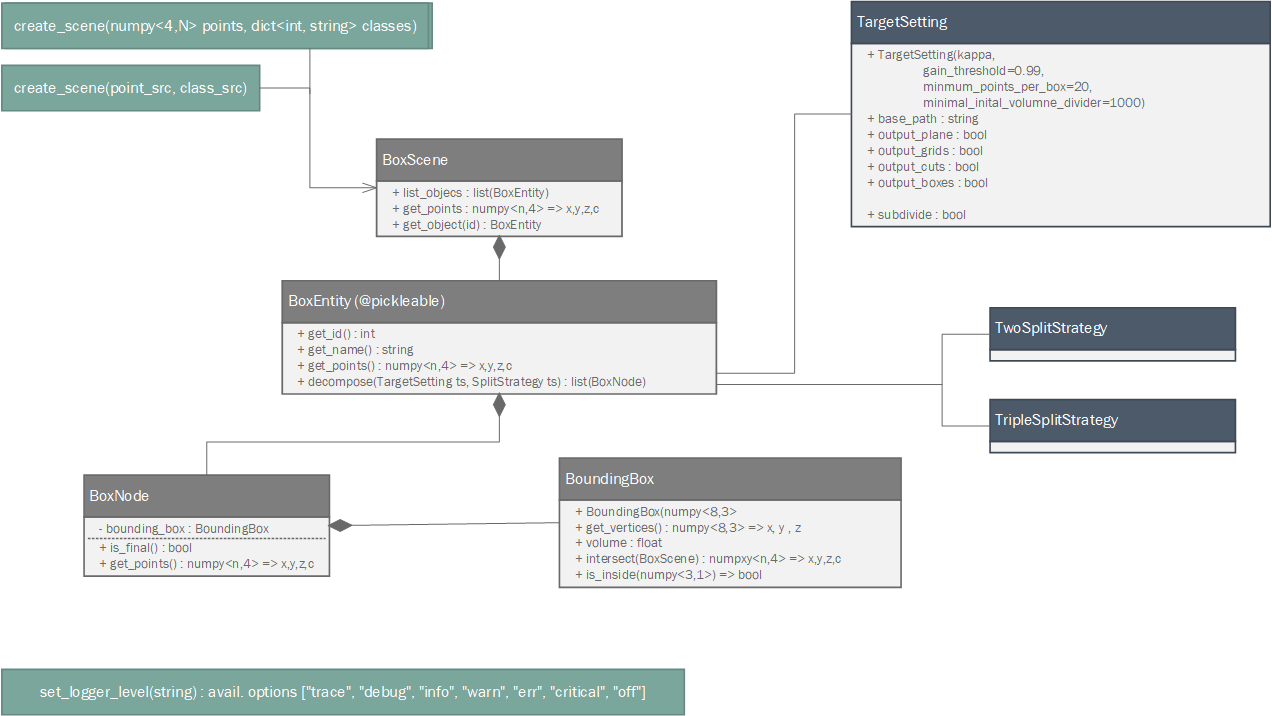 create_scene(numpy<4,N> points, dict<int, string> classes)
create_scene(point_src, class_src)
TargetSetting
+ TargetSetting(kappa,
gain_threshold=0.99,
minmum_points_per_box=20,
minimal_inital_volumne_divider=1000)
+ base_path : string
+ output_plane : bool
+ output_grids : bool
+ output_cuts : bool
+ output_boxes : bool
+ subdivide : bool
BoxScene
+ list_objecs : list(BoxEntity)
+ get_points : numpy<n,4> => x,y,z,c
+ get_object(id) : BoxEntity
BoxEntity (@pickleable)
+ get_id() : int
+ get_name() : string
+ get_points() : numpy<n,4> => x,y,z,c
+ decompose(TargetSetting ts, SplitStrategy ts) : list(BoxNode)
TwoSplitStrategy
TripleSplitStrategy
BoxNode
- bounding_box : BoundingBox
+ is_final() : bool
+ get_points() : numpy<n,4> => x,y,z,c
BoundingBox
+ BoundingBox(numpy<8,3>
+ get_vertices() : numpy<8,3> => x, y , z
+ volume : float
+ intersect(BoxScene) : numpxy<n,4> => x,y,z,c
+ is_inside(numpy<3,1>) => bool
set_logger_level(string) : avail. options ["trace", "debug", "info", "warn", "err", "critical", "off"]